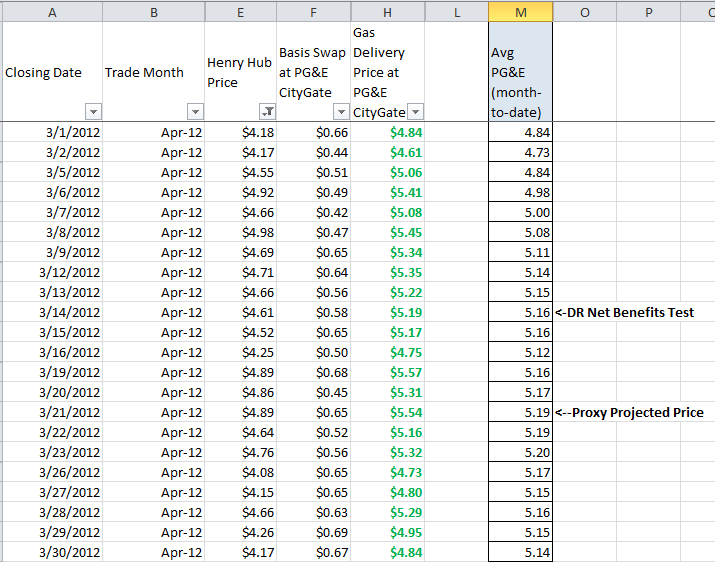 A B E F H L M O P
Closing Date Trade Month Henry Hub Price Basis Swap at PG&E CityGate Gas Delivery Price at PG&E CityGate Avg PG&E (month-to-date)
3/1/2012 Apr-12 $4.18 $0.66 $4.84 4.84
3/2/2012 Apr-12 $4.17 $0.44 $4.61 4.73
3/5/2012 Apr-12 $4.55 $0.51 $5.06 4.84
3/6/2012 Apr-12 $4.92 $0.49 $5.41 4.98
3/7/2012 Apr-12 $4.66 $0.42 $5.08 5.00
3/8/2012 Apr-12 $4.98 $0.47 $5.45 5.08
3/9/2012 Apr-12 $4.69 $0.65 $5.34 5.11
3/12/2012 Apr-12 $4.71 $0.64 $5.35 5.14
3/13/2012 Apr-12 $4.66 $0.56 $5.22 5.15
3/14/2012 Apr-12 $4.61 $0.58 $5.19 5.16 <-DR Net Benefits Test
3/15/2012 Apr-12 $4.52 $0.65 $5.17 5.16
3/16/2012 Apr-12 $4.25 $0.50 $4.75 5.12
3/19/2012 Apr-12 $4.89 $0.68 $5.57 5.16
3/20/2012 Apr-12 $4.86 $0.45 $5.31 5.17
3/21/2012 Apr-12 $4.89 $0.65 $5.54 5.19 <--Proxy Projected Price
3/22/2012 Apr-12 $4.64 $0.52 $5.16 5.19
3/23/2012 Apr-12 $4.76 $0.56 $5.32 5.20
3/26/2012 Apr-12 $4.08 $0.65 $4.73 5.17
3/27/2012 Apr-12 $4.15 $0.65 $4.80 5.15
3/28/2012 Apr-12 $4.66 $0.63 $5.29 5.16
3/29/2012 Apr-12 $4.26 $0.69 $4.95 5.15
3/30/2012 Apr-12 $4.17 $0.67 $4.84 5.14